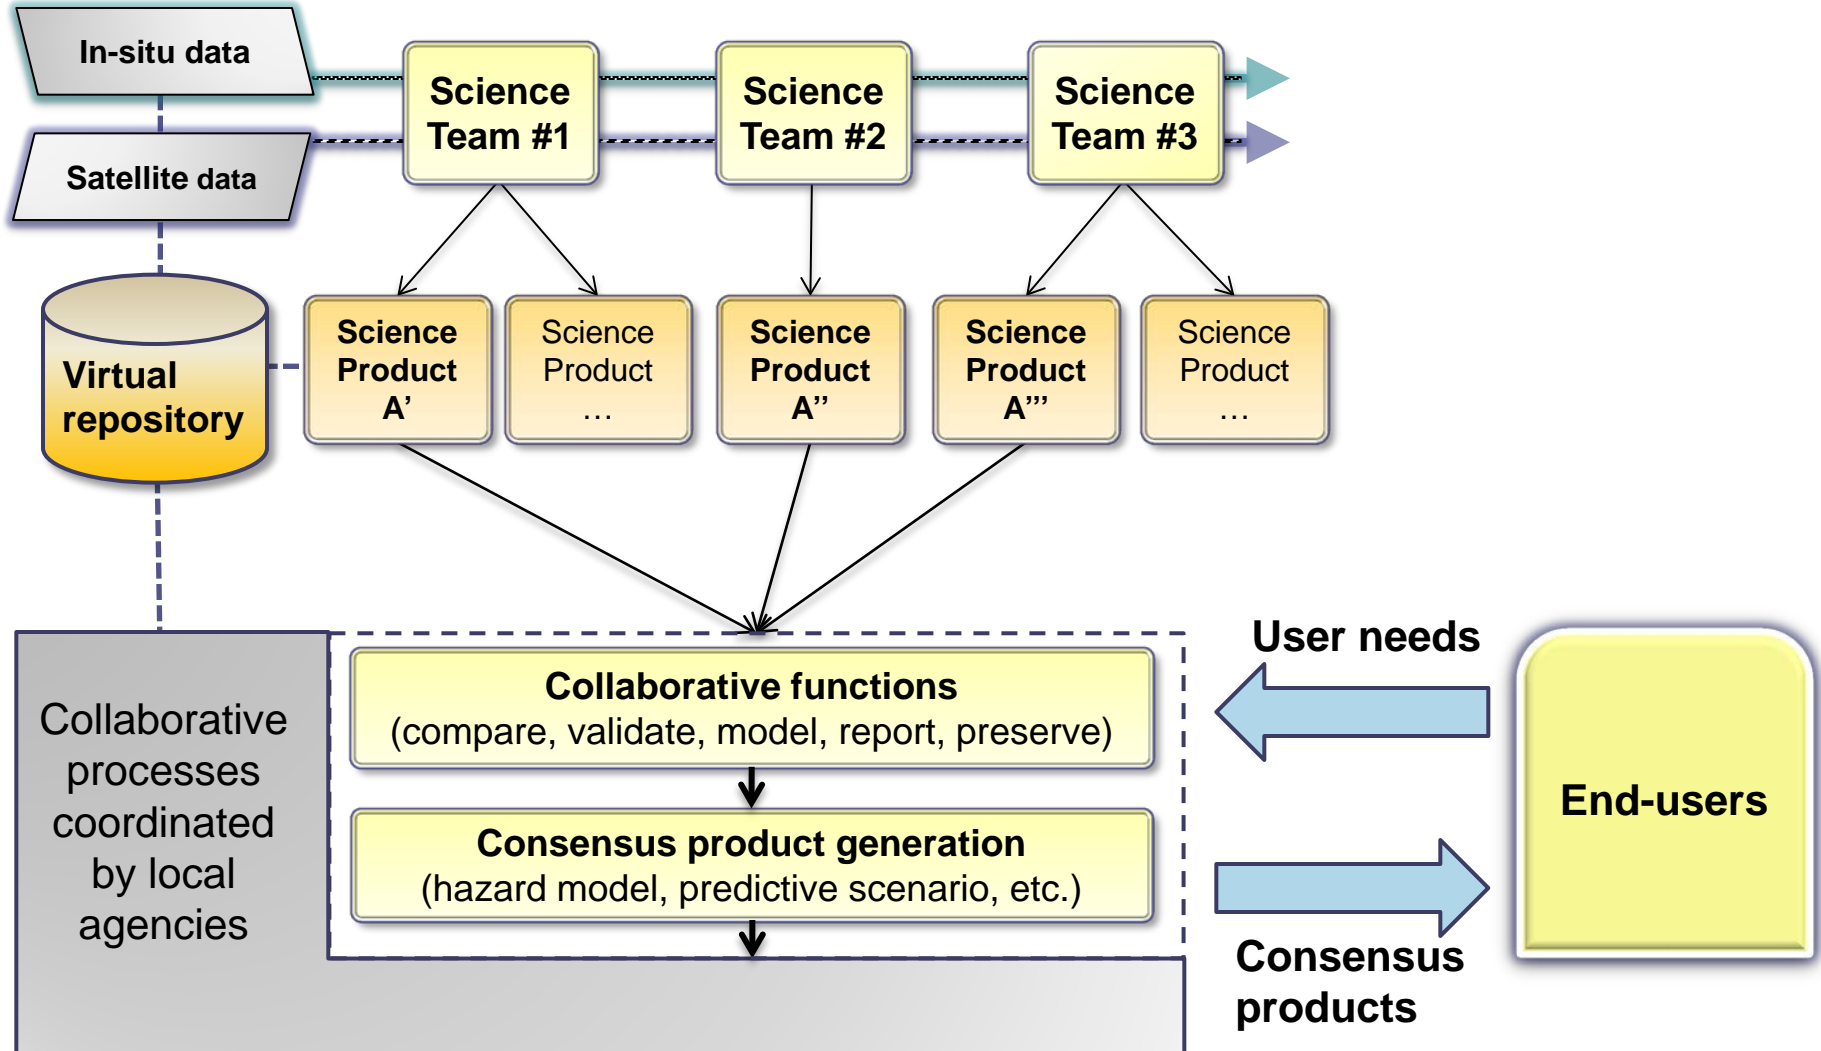 In-situ data
Satellite data
Science
Team #1
Science
Team #2
Science
Team #3
Virtual
repository
Science
Product
A'
Science
Product
...
Science
Product
A’’
Science
Product
A’’’
Science
Product
...
Collaborative
processes
coordinated
by local
agencies
Collaborative functions
(compare, validate, model, report, preserve)
Consensus product generation
(hazard model, predictive scenario, etc.)
User needs
Consensus
products
End-users